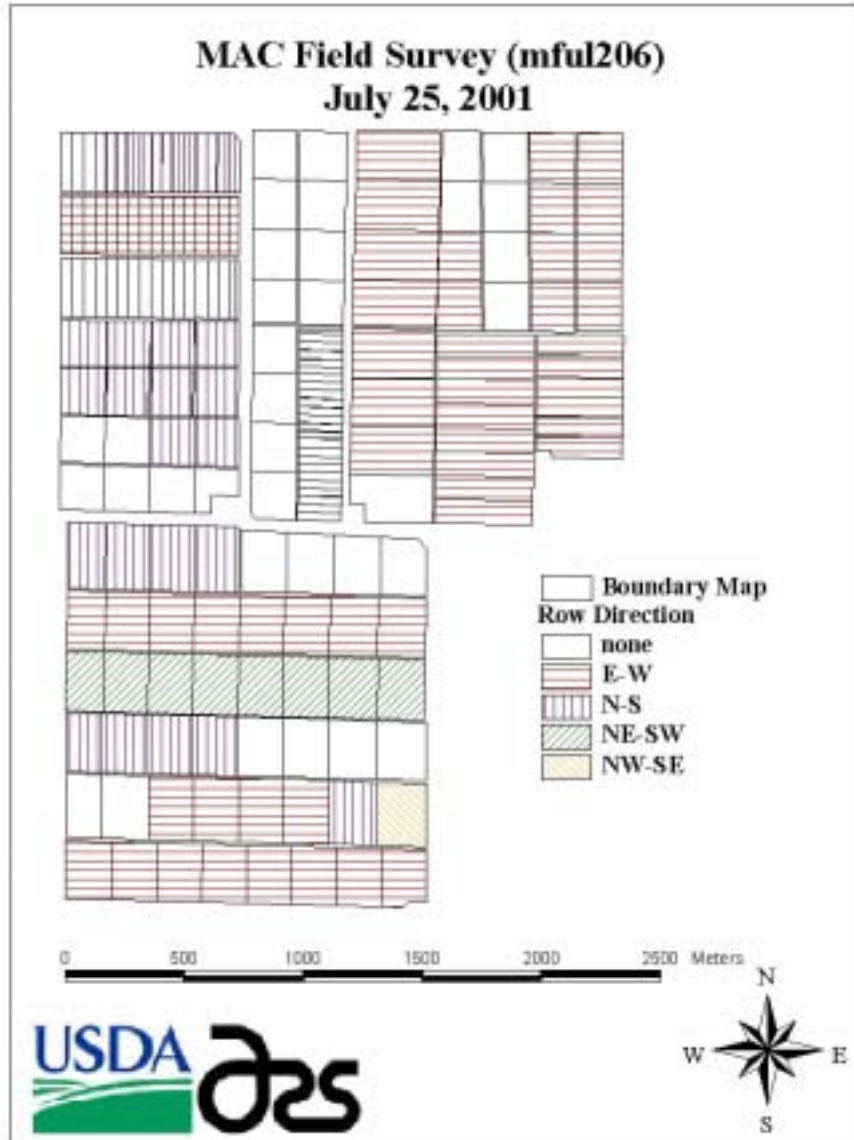 MAC Field Survey (mful206)
July 25, 2001
Boundary Map
Row Direction
none
E-W
N-S
NE-SW
NW-SE
0 500 1000 1500 2000 2500 Meters
N
W E
S
USDA ars